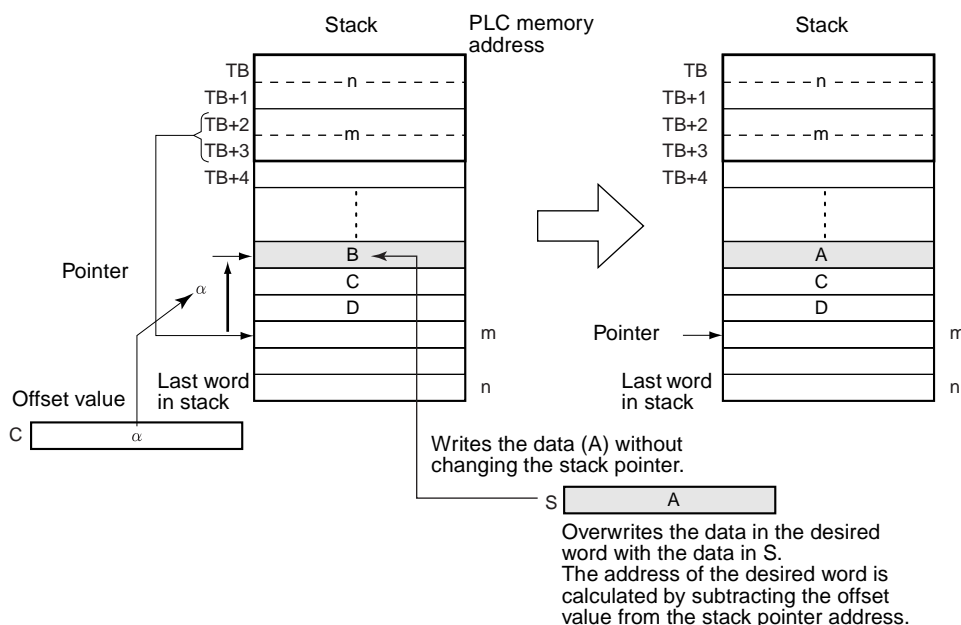 Stack
PLC memory
address
Stack
TB
n
TB+1
TB+2
m
TB+3
TB+4
B
C
D
Pointer
α
m
Last word
in stack
n
Offset value
C
α
TB
n
TB+1
TB+2
m
TB+3
TB+4
A
C
D
Pointer
m
Last word
in stack
n
Writes the data (A) without
changing the stack pointer.
S
A
Overwrites the data in the desired
word with the data in S.
The address of the desired word is
calculated by subtracting the offset
value from the stack pointer address.